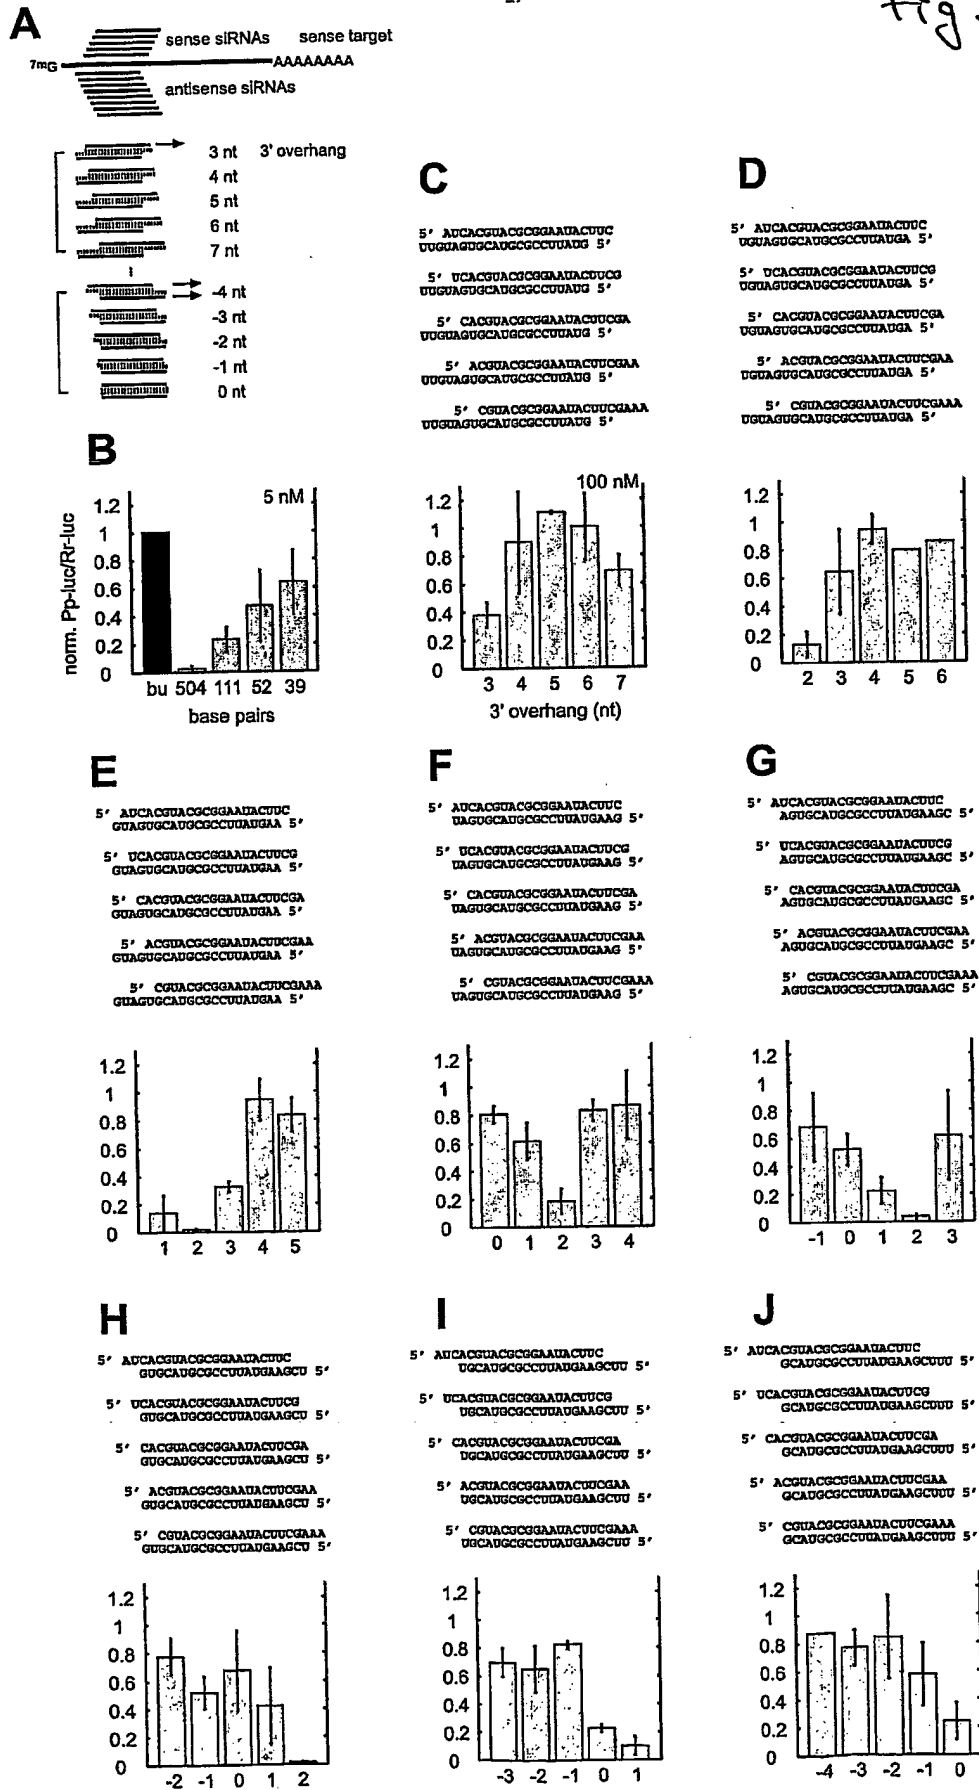 Fig.
A
sense siRNAs sense target
7mG AAAAAAAA
antisense siRNAs
3 nt 3' overhang
4 nt
5 nt
6 nt
7 nt
-4 nt
-3 nt
-2 nt
-1 nt
0 nt
B
norm. Pp-luc/Rr-luc
5 nM
1.2
1
0.8
0.6
0.4
0.2
0
bu 504 111 52 39
base pairs
C
5' AUCACGUACGCGGAAUACUUC
UUGUAGUGCAUGCGCCUUAUG 5'
5' UCACGUACGCGGAAUACUUCG
UUGUAGUGCAUGCGCCUUAUG 5'
5' CACGUACGCGGAAUACUUCGA
UUGUAGUGCAUGCGCCUUAUG 5'
5' ACGUACGCGGAAUACUUCGAA
UUGUAGUGCAUGCGCCUUAUG 5'
5' CGUACGCGGAAUACUUCGAAA
UUGUAGUGCAUGCGCCUUAUG 5'
100 nM
1.2
1
0.8
0.6
0.4
0.2
0
3 4 5 6 7
3' overhang (nt)
D
5' AUCACGUACGCGGAAUACUUC
UGUAGUGCAUGCGCCUUAUGA 5'
5' UCACGUACGCGGAAUACUUCG
UGUAGUGCAUGCGCCUUAUGA 5'
5' CACGUACGCGGAAUACUUCGA
UGUAGUGCAUGCGCCUUAUGA 5'
5' ACGUACGCGGAAUACUUCGAA
UGUAGUGCAUGCGCCUUAUGA 5'
5' CGUACGCGGAAUACUUCGAAA
UGUAGUGCAUGCGCCUUAUGA 5'
1.2
1
0.8
0.6
0.4
0.2
0
2 3 4 5 6
E
5' AUCACGUACGCGGAAUACUUC
GUAGUGCAUGCGCCUUAUGAA 5'
5' UCACGUACGCGGAAUACUUCG
GUAGUGCAUGCGCCUUAUGAA 5'
5' CACGUACGCGGAAUACUUCGA
GUAGUGCAUGCGCCUUAUGAA 5'
5' ACGUACGCGGAAUACUUCGAA
GUAGUGCAUGCGCCUUAUGAA 5'
5' CGUACGCGGAAUACUUCGAAA
GUAGUGCAUGCGCCUUAUGAA 5'
1.2
1
0.8
0.6
0.4
0.2
0
1 2 3 4 5
F
5' AUCACGUACGCGGAAUACUUC
UAGUGCAUGCGCCUUAUGAAG 5'
5' UCACGUACGCGGAAUACUUCG
UAGUGCAUGCGCCUUAUGAAG 5'
5' CACGUACGCGGAAUACUUCGA
UAGUGCAUGCGCCUUAUGAAG 5'
5' ACGUACGCGGAAUACUUCGAA
UAGUGCAUGCGCCUUAUGAAG 5'
5' CGUACGCGGAAUACUUCGAAA
UAGUGCAUGCGCCUUAUGAAG 5'
1.2
1
0.8
0.6
0.4
0.2
0
0 1 2 3 4
G
5' AUCACGUACGCGGAAUACUUC
AGUGCAUGCGCCUUAUGAAGC 5'
5' UCACGUACGCGGAAUACUUCG
AGUGCAUGCGCCUUAUGAAGC 5'
5' CACGUACGCGGAAUACUUCGA
AGUGCAUGCGCCUUAUGAAGC 5'
5' ACGUACGCGGAAUACUUCGAA
AGUGCAUGCGCCUUAUGAAGC 5'
5' CGUACGCGGAAUACUUCGAAA
AGUGCAUGCGCCUUAUGAAGC 5'
1.2
1
0.8
0.6
0.4
0.2
0
-1 0 1 2 3
H
5' AUCACGUACGCGGAAUACUUC
GUGCAUGCGCCUUAUGAAGCU 5'
5' UCACGUACGCGGAAUACUUCG
GUGCAUGCGCCUUAUGAAGCU 5'
5' CACGUACGCGGAAUACUUCGA
GUGCAUGCGCCUUAUGAAGCU 5'
5' ACGUACGCGGAAUACUUCGAA
GUGCAUGCGCCUUAUGAAGCU 5'
5' CGUACGCGGAAUACUUCGAAA
GUGCAUGCGCCUUAUGAAGCU 5'
1.2
1
0.8
0.6
0.4
0.2
0
-2 -1 0 1 2
I
5' AUCACGUACGCGGAAUACUUC
UGCAUGCGCCUUAUGAAGCUU 5'
5' UCACGUACGCGGAAUACUUCG
UGCAUGCGCCUUAUGAAGCUU 5'
5' CACGUACGCGGAAUACUUCGA
UGCAUGCGCCUUAUGAAGCUU 5'
5' ACGUACGCGGAAUACUUCGAA
UGCAUGCGCCUUAUGAAGCUU 5'
5' CGUACGCGGAAUACUUCGAAA
UGCAUGCGCCUUAUGAAGCUU 5'
1.2
1
0.8
0.6
0.4
0.2
0
-3 -2 -1 0 1
J
5' AUCACGUACGCGGAAUACUUC
GCAUGCGCCUUAUGAAGCUUU 5'
5' UCACGUACGCGGAAUACUUCG
GCAUGCGCCUUAUGAAGCUUU 5'
5' CACGUACGCGGAAUACUUCGA
GCAUGCGCCUUAUGAAGCUUU 5'
5' ACGUACGCGGAAUACUUCGAA
GCAUGCGCCUUAUGAAGCUUU 5'
5' CGUACGCGGAAUACUUCGAAA
GCAUGCGCCUUAUGAAGCUUU 5'
1.2
1
0.8
0.6
0.4
0.2
0
-4 -3 -2 -1 0